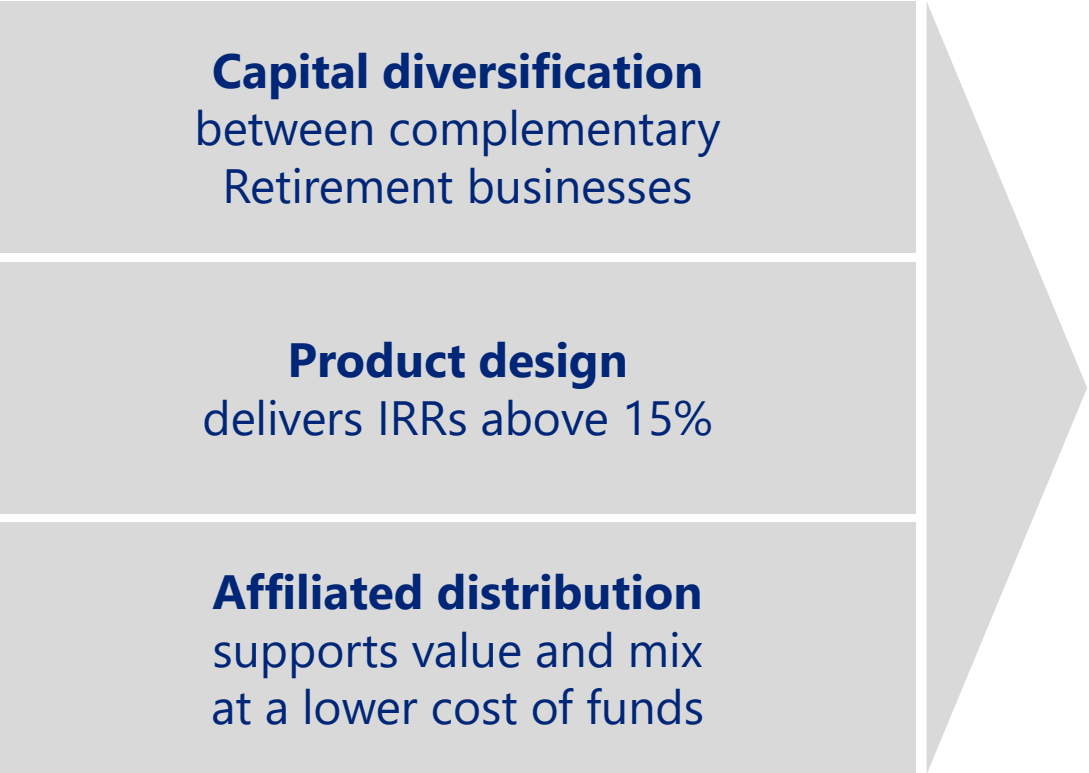 Capital diversification
between complementary
Retirement businesses
Product design
delivers IRRs above 15%
Affiliated distribution
supports value and mix
at a lower cost of funds